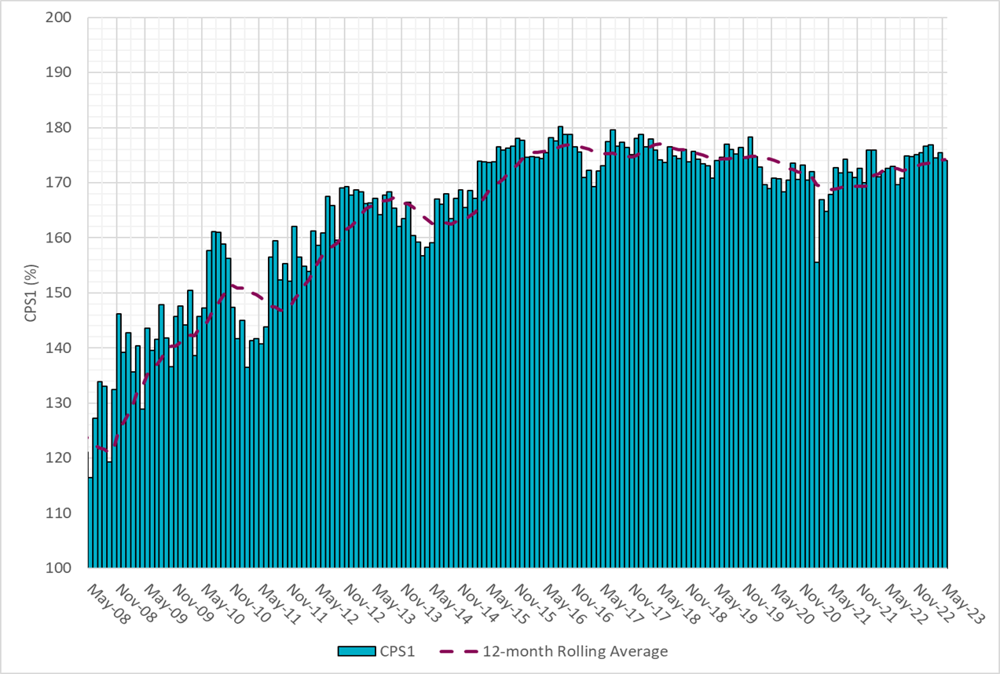 200
190
180
170
160
150
140
130
120
110
100
CPS1 (%)
May-08
Nov-08
May-09
Nov-09
May-10
Nov-10
May-11
Nov-11
May-12
Nov-12
May-13
Nov-13
May-14
Nov-14
May-15
Nov-15
May-16
Nov-16
May-17
Nov-17
May-18
Nov-18
May-19
Nov-19
May-20
Nov-20
May-21
Nov-21
May-22
Nov-22
May-23
CPS1
12-month Rolling Average